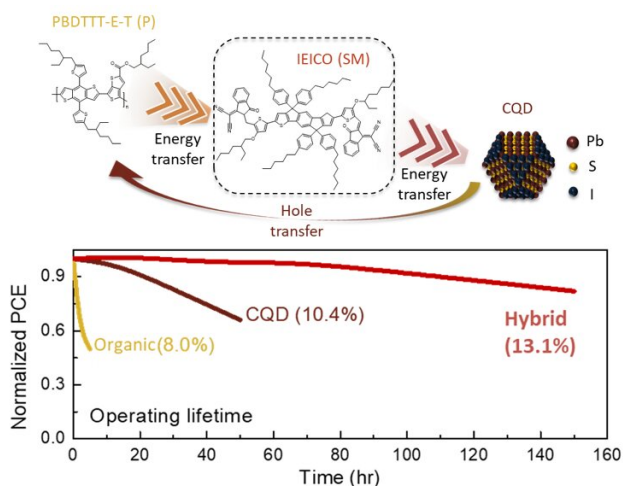 PBDTTT-E-T (P)
IEICO (SM)
CQD
Energy
transfer
Energy
transfer
Pb
S
I
Hole
transfer
Normalized PCE
0.9
0.6
0.3
0.0
Organic(8.0%)
CQD (10.4%)
Hybrid
(13.1%)
Operating lifetime
0 20 40 60 80 100 120 140 160
Time (hr)